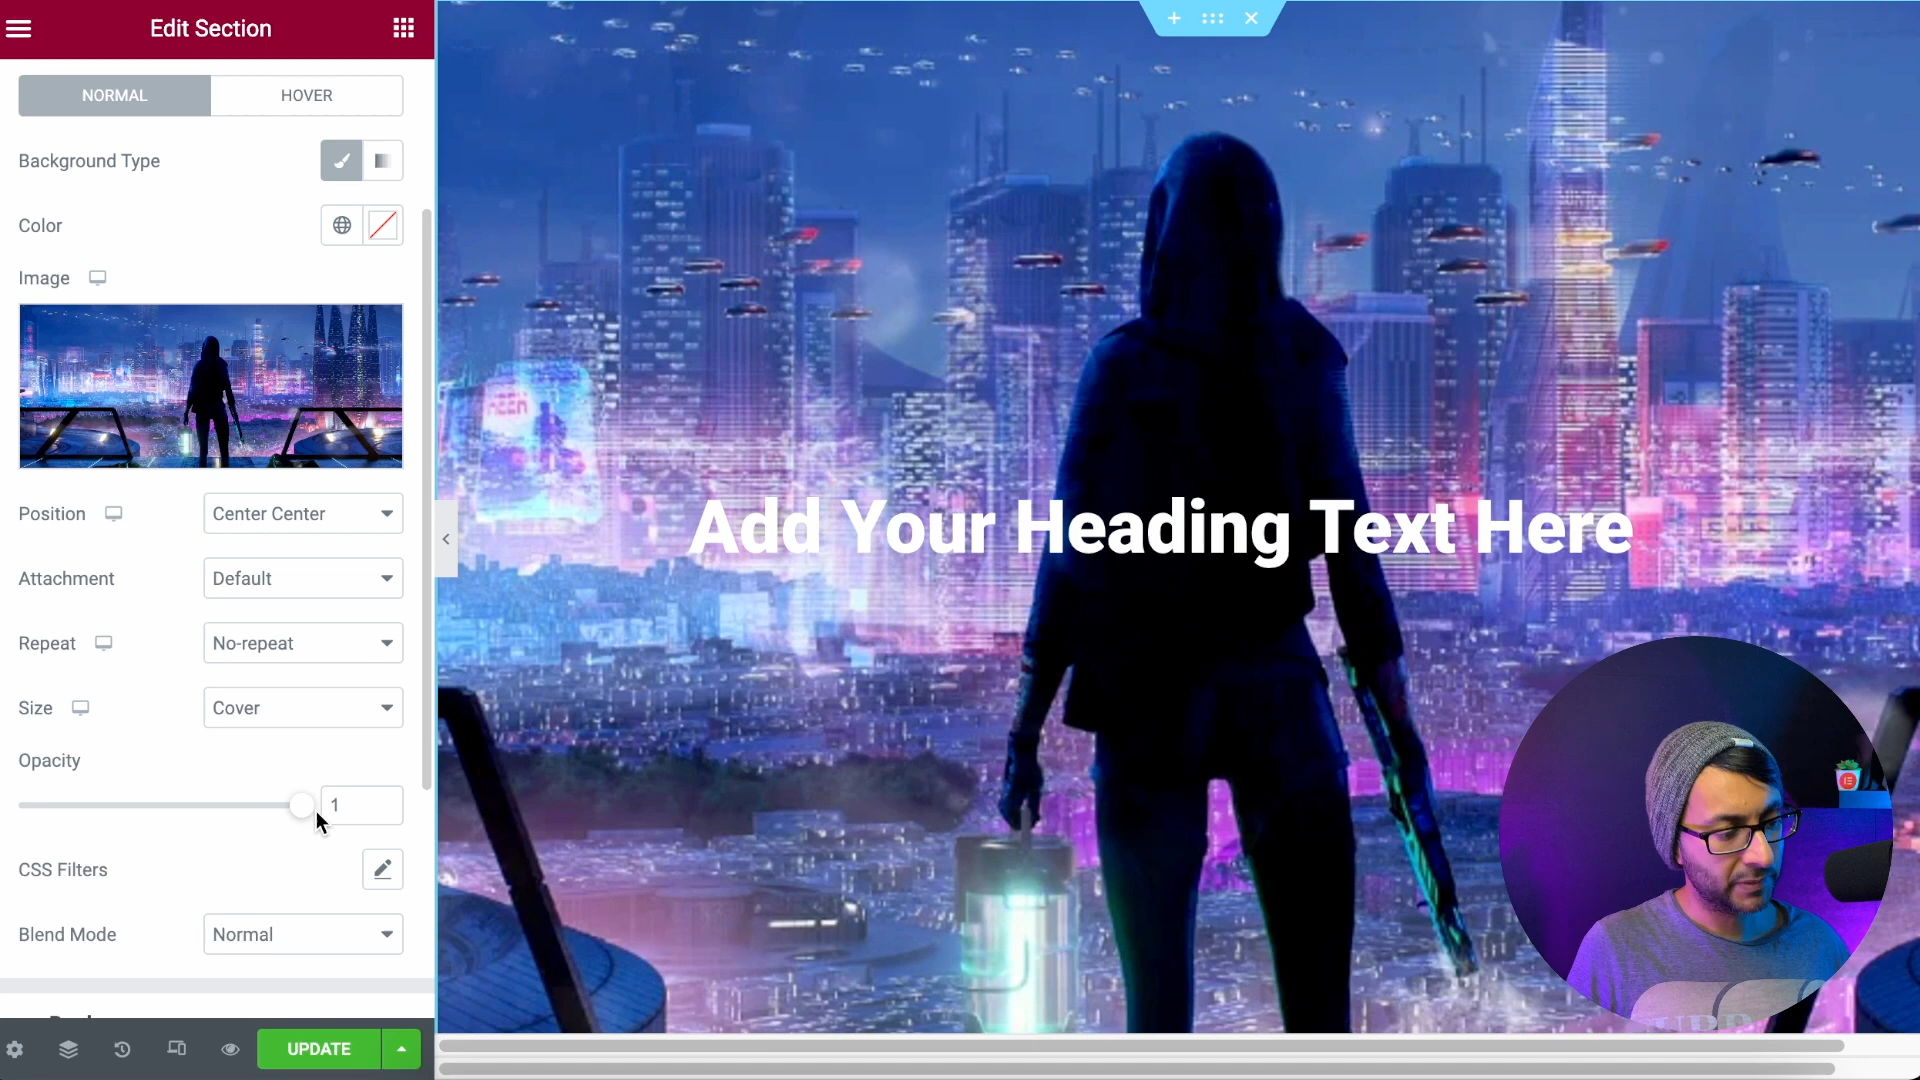 Edit Section
NORMAL
HOVER
Background Type
Color
Image
Position
Center Center
Attachment
Default
Repeat
No-repeat
Size
Cover
Opacity
1
CSS Filters
Blend Mode
Normal
UPDATE
Add Your Heading Text Here